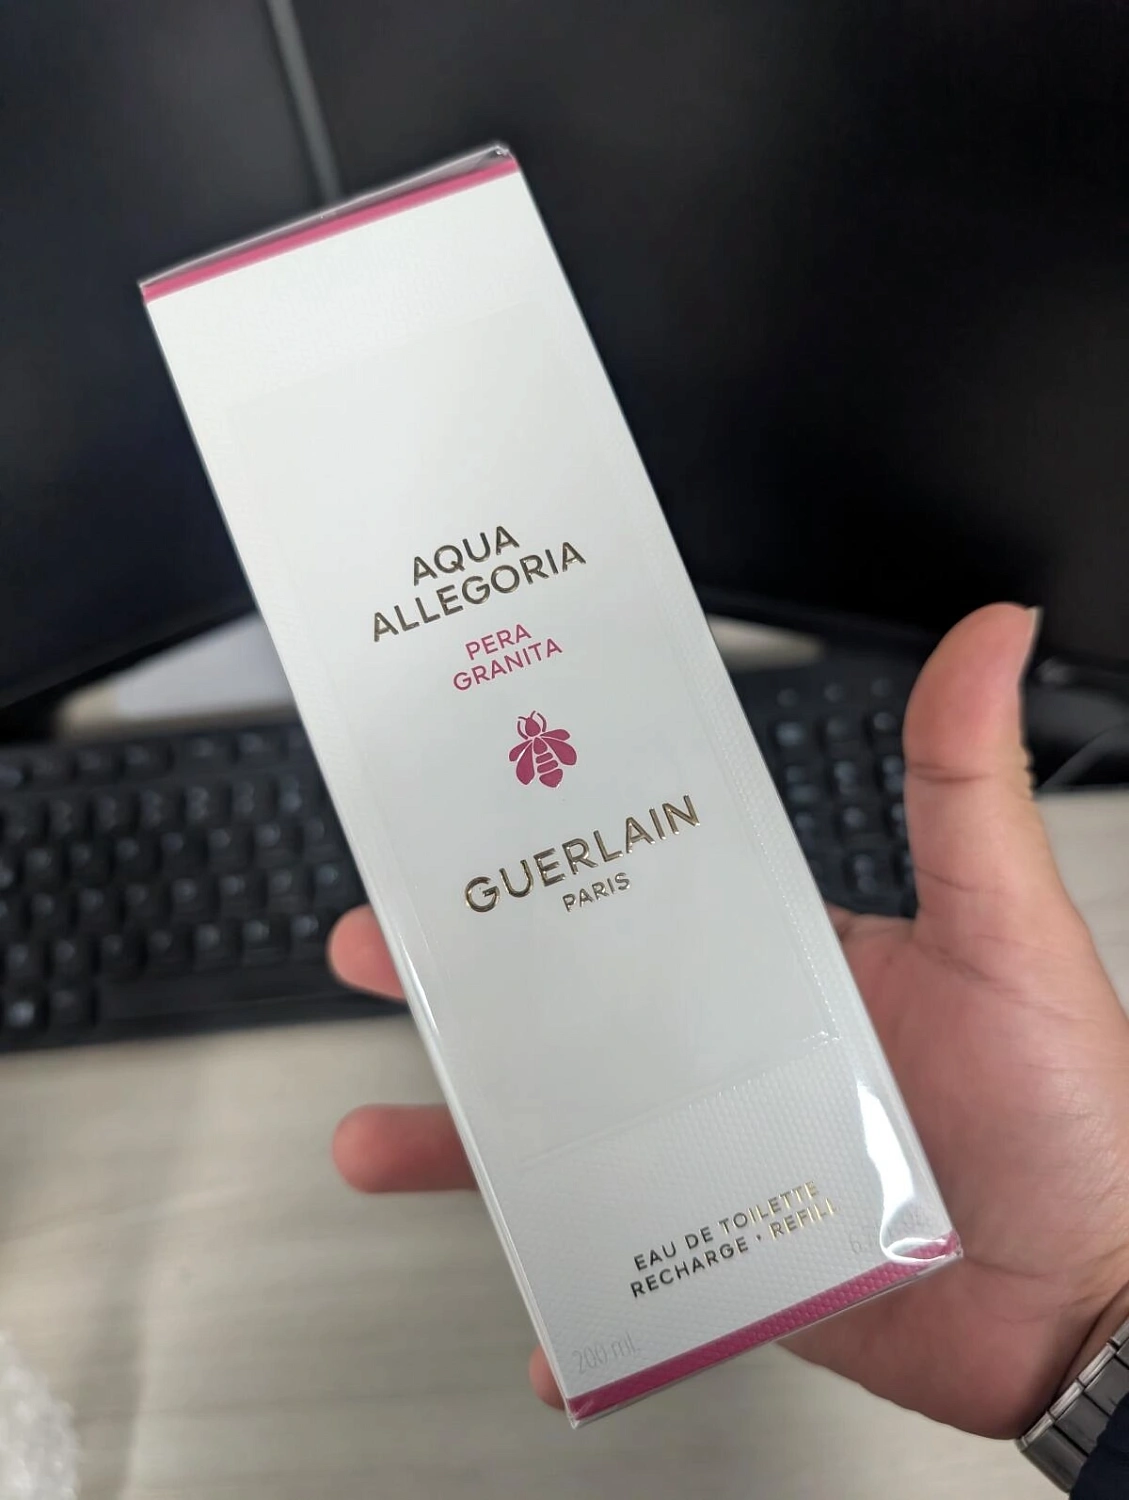 AQUA
ALLEGORIA
PERA
GRANITA
GUERLAIN
PARIS
EAU DE TOILETTE
RECHARGE · REFILL
200 mL